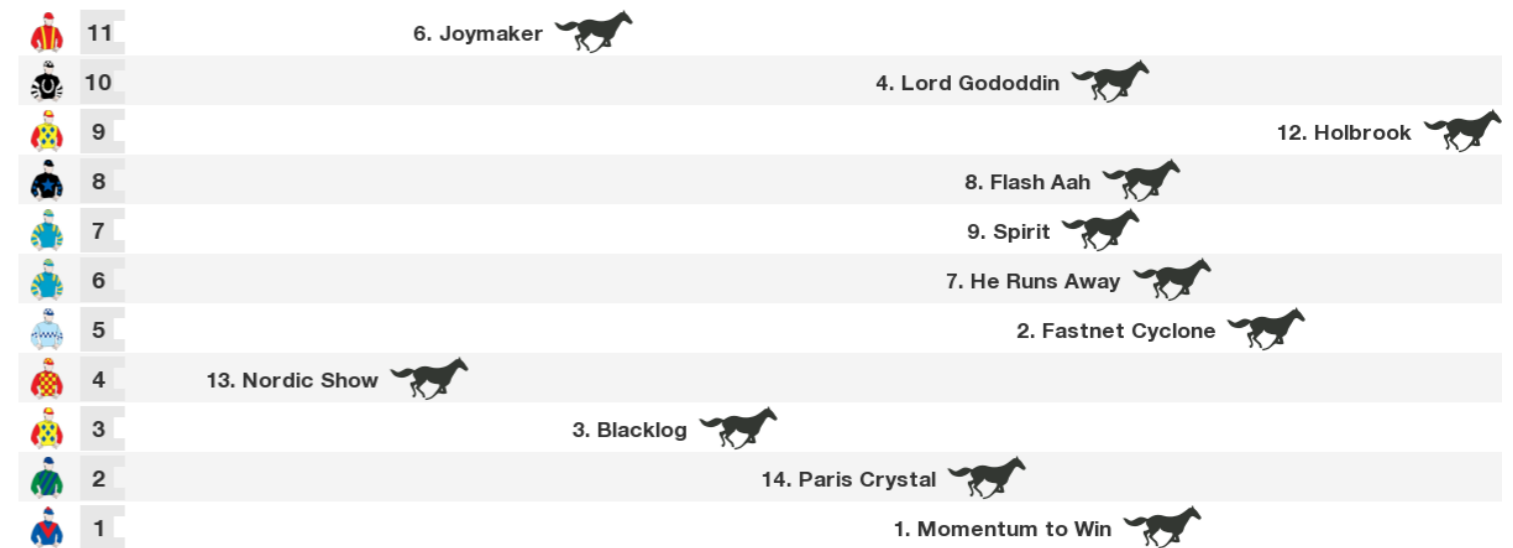 11 6. Joymaker
10 4. Lord Gododdin
9 12. Holbrook
8 8. Flash Aah
7 9. Spirit
6 7. He Runs Away
5 2. Fastnet Cyclone
4 13. Nordic Show
3 3. Blacklog
2 14. Paris Crystal
1 1. Momentum to Win